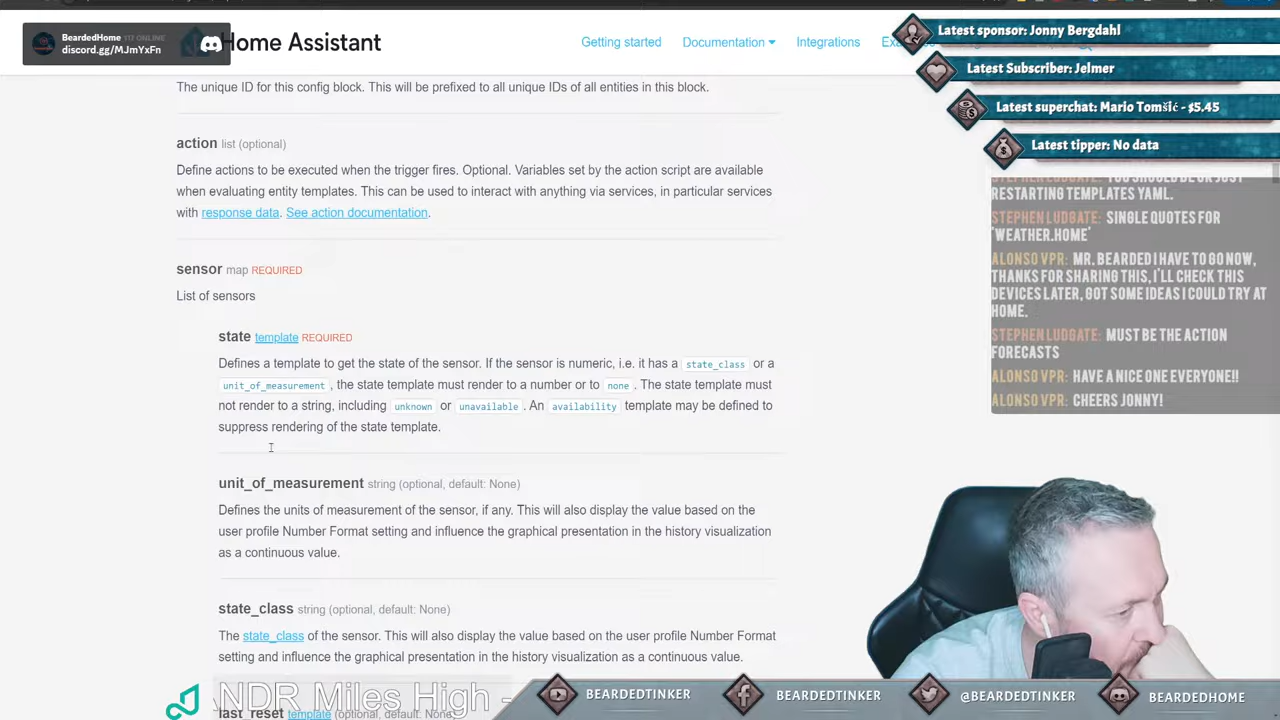 BeardedHome 117 ONLINE
discord.gg/MJmYxFn
Home Assistant
Getting started
Documentation
Integrations
Latest sponsor: Jonny Bergdahl
Latest Subscriber: Jelmer
Latest superchat: Mario Tomšić - $5.45
Latest tipper: No data
The unique ID for this config block. This will be prefixed to all unique IDs of all entities in this block.
action list (optional)
Define actions to be executed when the trigger fires. Optional. Variables set by the action script are available
when evaluating entity templates. This can be used to interact with anything via services, in particular services
with response data. See action documentation.
sensor map REQUIRED
List of sensors
state template REQUIRED
Defines a template to get the state of the sensor. If the sensor is numeric, i.e. it has a state_class or a
unit_of_measurement, the state template must render to a number or to none. The state template must
not render to a string, including unknown or unavailable. An availability template may be defined to
suppress rendering of the state template.
unit_of_measurement string (optional, default: None)
Defines the units of measurement of the sensor, if any. This will also display the value based on the
user profile Number Format setting and influence the graphical presentation in the history visualization
as a continuous value.
state_class string (optional, default: None)
The state_class of the sensor. This will also display the value based on the user profile Number Format
setting and influence the graphical presentation in the history visualization as a continuous value.
last_reset template (optional, default: None)
STEPHEN LUDGATE: YOU SHOULD BE OK JUST
RESTARTING TEMPLATES YAML.
STEPHEN LUDGATE: SINGLE QUOTES FOR
'WEATHER.HOME'
ALONSO VPR: MR. BEARDED I HAVE TO GO NOW,
THANKS FOR SHARING THIS, I'LL CHECK THIS
DEVICES LATER, GOT SOME IDEAS I COULD TRY AT
HOME.
STEPHEN LUDGATE: MUST BE THE ACTION
FORECASTS
ALONSO VPR: HAVE A NICE ONE EVERYONE!!
ALONSO VPR: CHEERS JONNY!
NDR Miles High -
BEARDEDTINKER
BEARDEDTINKER
@BEARDEDTINKER
BEARDEDHOME